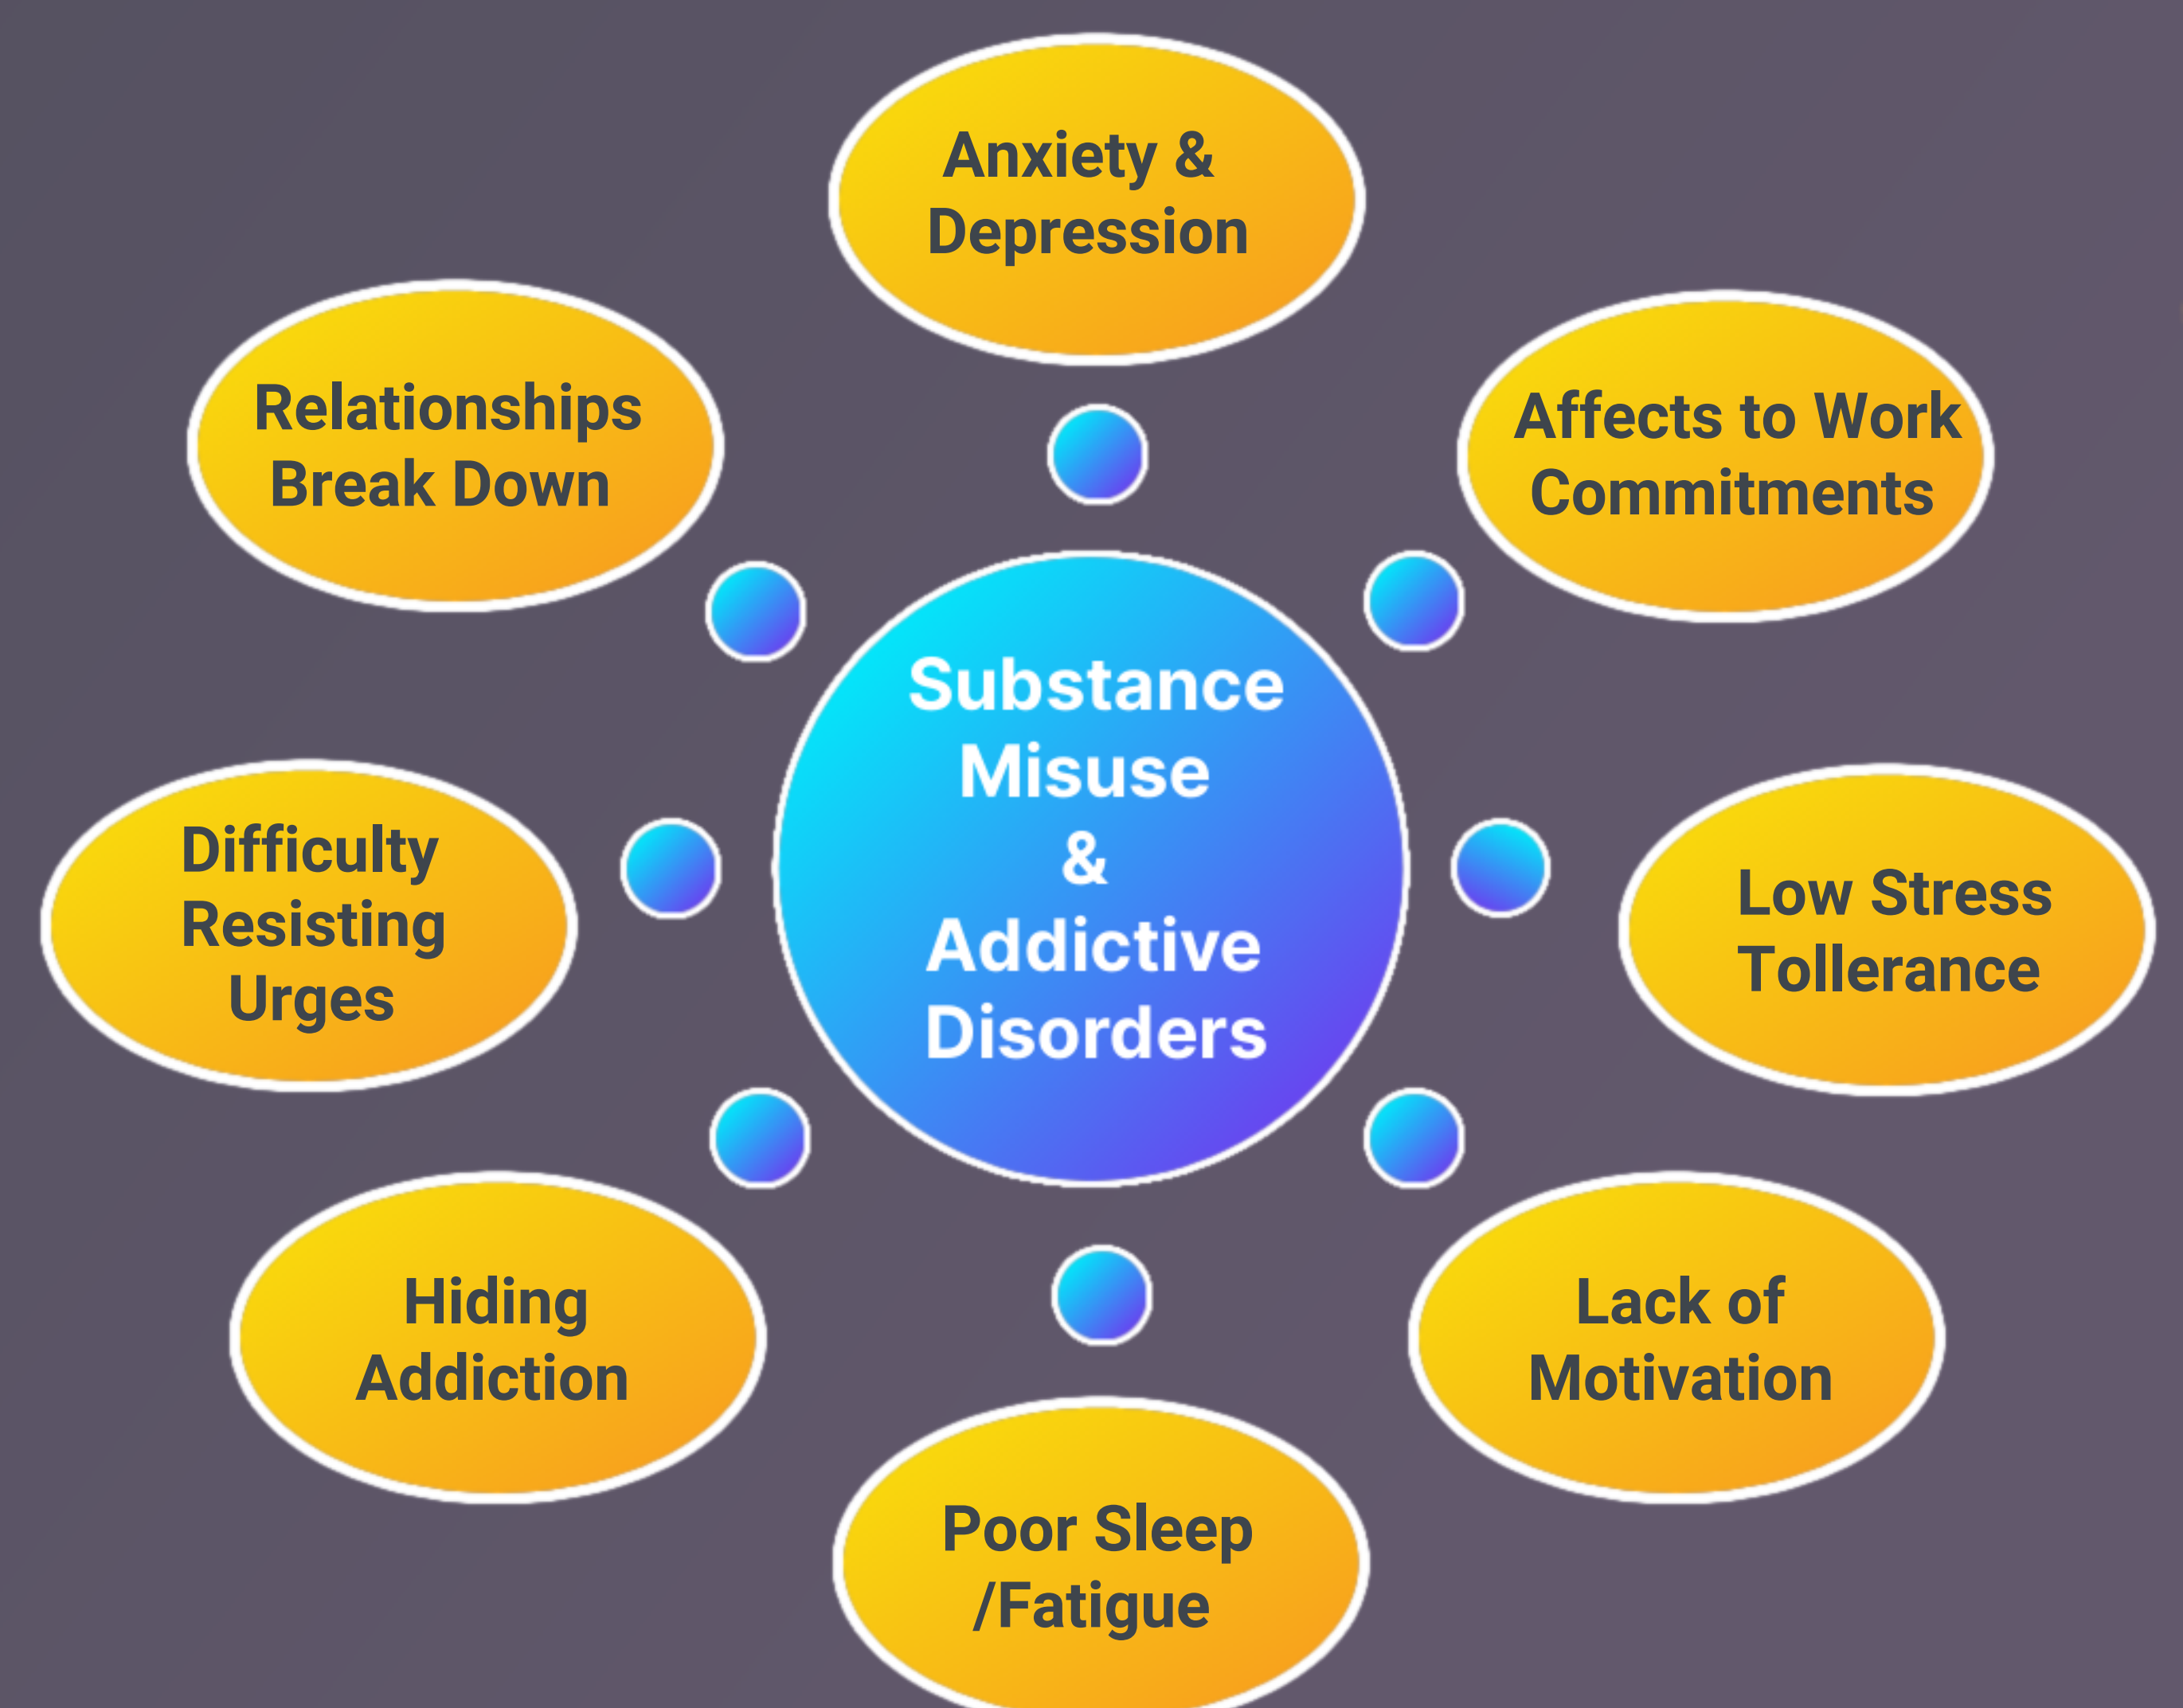 Anxiety &
Depression
Relationships
Break Down
Affects to Work
Commitments
Substance
Misuse
&
Addictive
Disorders
Difficulty
Resisting
Urges
Low Stress
Tollerance
Hiding
Addiction
Lack of
Motivation
Poor Sleep
/Fatigue